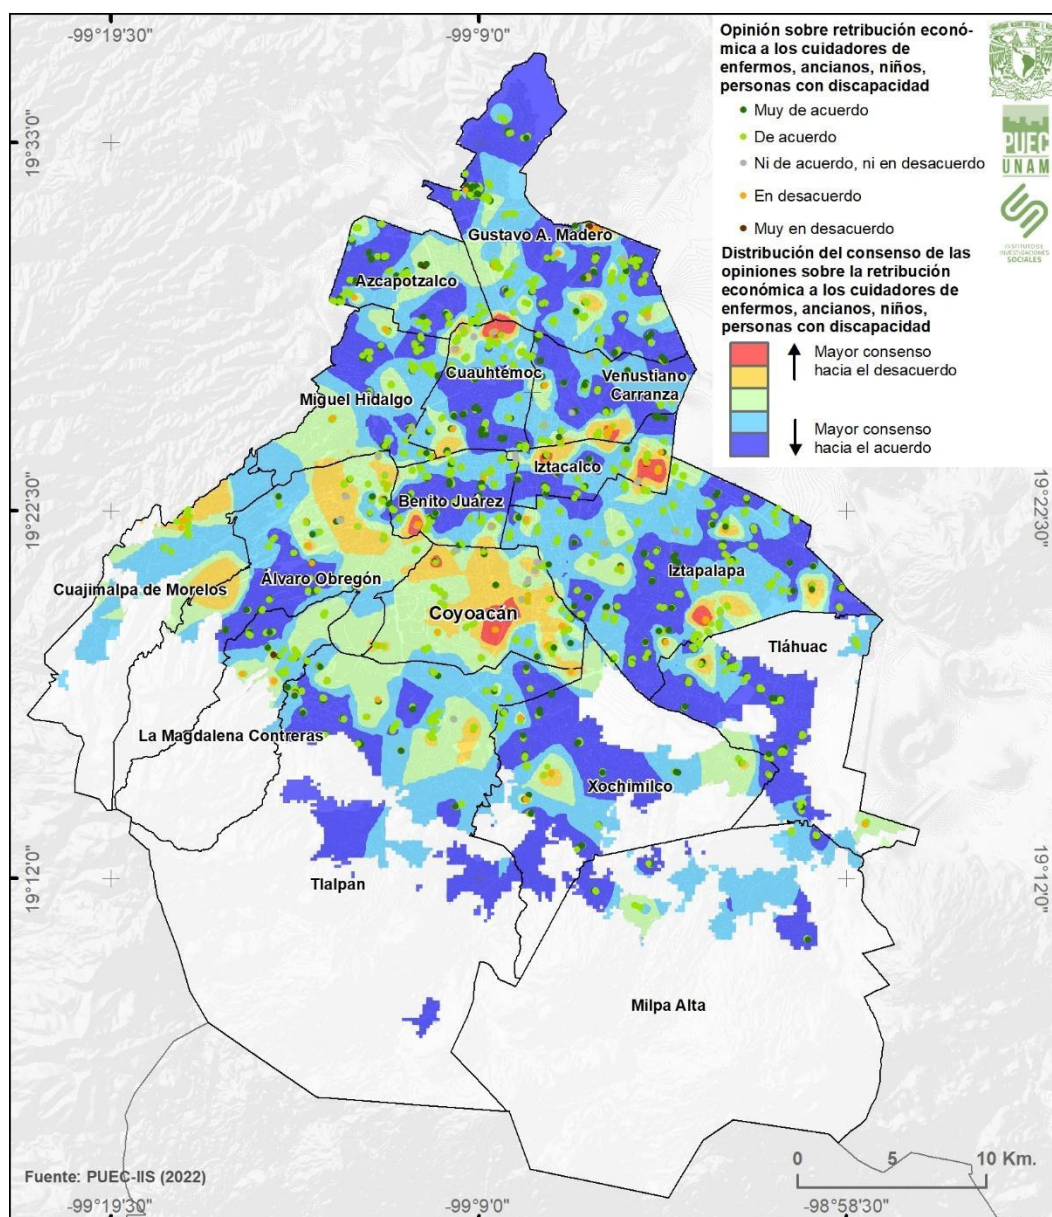 -99°19'30"
-99°9'0"
Opinión sobre retribución econó-
mica a los cuidadores de
enfermos, ancianos, niños,
personas con discapacidad
Muy de acuerdo
De acuerdo
Ni de acuerdo, ni en desacuerdo
En desacuerdo
Muy en desacuerdo
PUEC
UNAM
INSTITUTO DE
INVESTIGACIONES
SOCIALES
Distribución del consenso de las
opiniones sobre la retribución
económica a los cuidadores de
enfermos, ancianos, niños,
personas con discapacidad
Mayor consenso
hacia el desacuerdo
Mayor consenso
hacia el acuerdo
19°33'0"
Gustavo A. Madero
Azcapotzalco
Cuauhtémoc
Venustiano
Carranza
Miguel Hidalgo
Iztacalco
Benito Juárez
19°22'30"
19°22'30"
Iztapalapa
Álvaro Obregón
Cuajimalpa de Morelos
Coyoacán
Tláhuac
La Magdalena Contreras
Xochimilco
19°12'0"
19°12'0"
Tlalpan
Milpa Alta
Fuente: PUEC-IIS (2022)
0 5 10 Km.
-99°19'30"
-99°9'0"
-98°58'30"